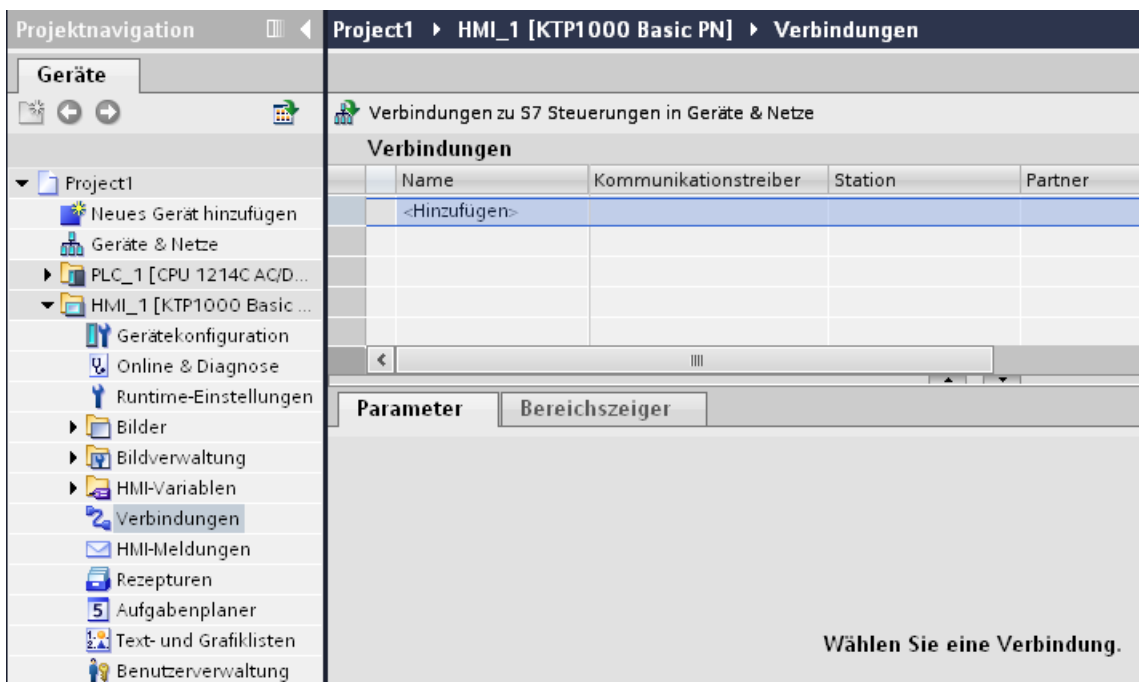 Projektnavigation
Project1 ▸ HMI_1 [KTP1000 Basic PN] ▸ Verbindungen
Geräte
Verbindungen zu S7 Steuerungen in Geräte & Netze
Verbindungen
Name Kommunikationstreiber Station Partner
<Hinzufügen>
Project1
Neues Gerät hinzufügen
Geräte & Netze
PLC_1 [CPU 1214C AC/D...
HMI_1 [KTP1000 Basic ...
Gerätekonfiguration
Online & Diagnose
Runtime-Einstellungen
Bilder
Bildverwaltung
HMI-Variablen
Verbindungen
HMI-Meldungen
Rezepturen
Aufgabenplaner
Text- und Grafiklisten
Benutzerverwaltung
Parameter Bereichszeiger
Wählen Sie eine Verbindung.